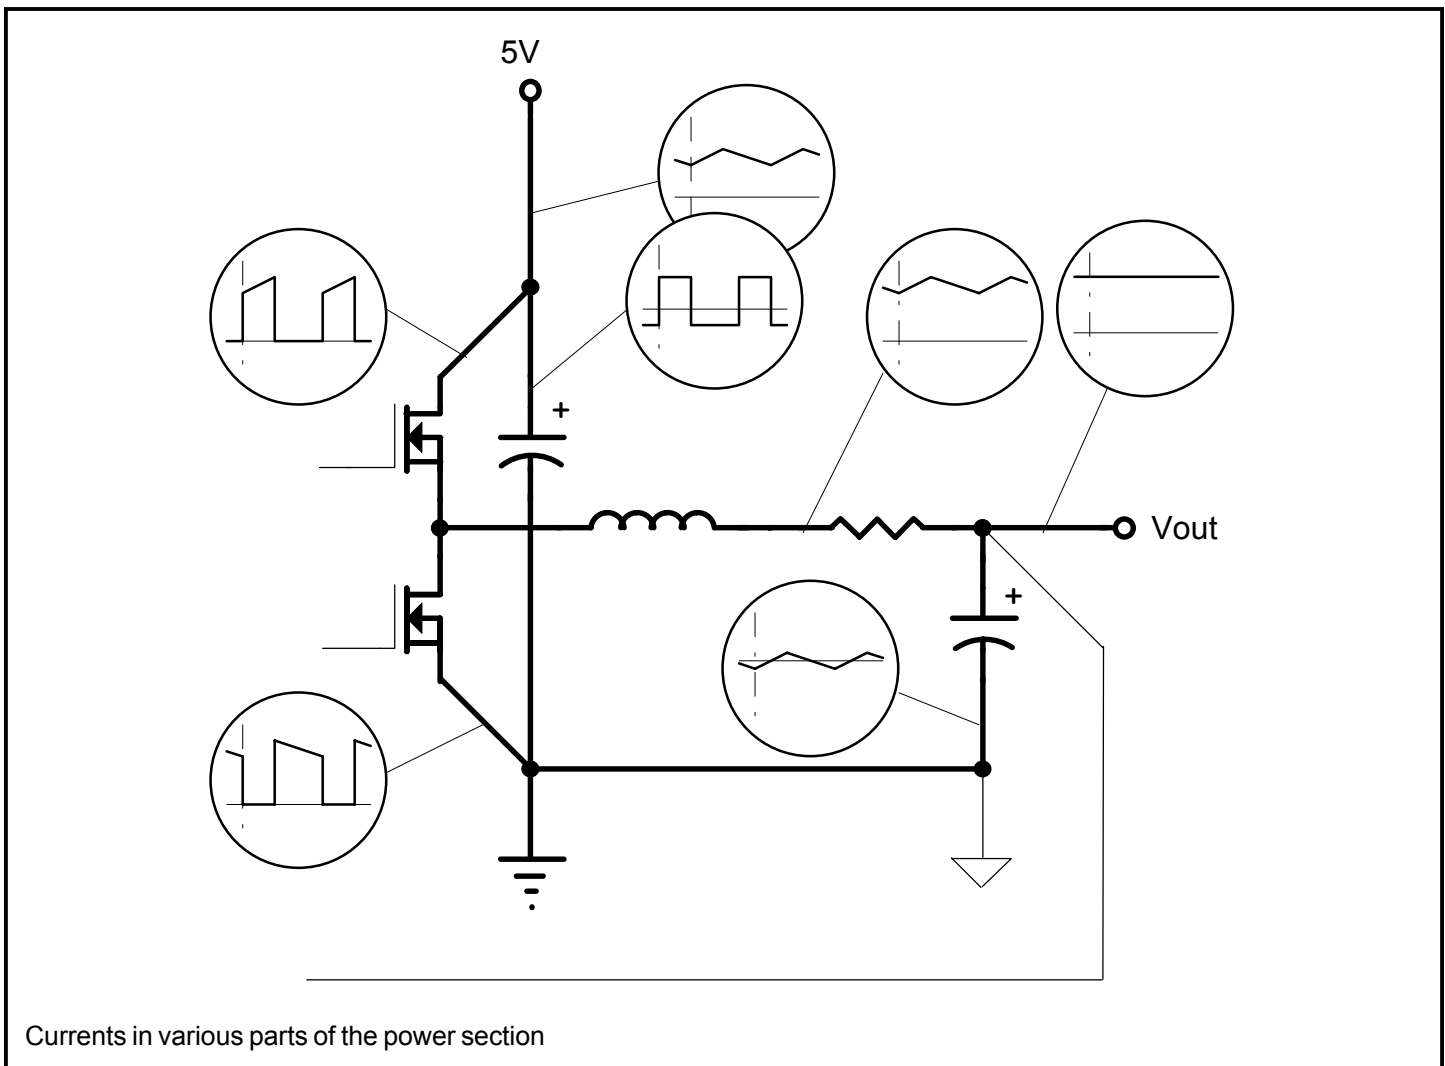 5V
+
Vout
+
Currents in various parts of the power section